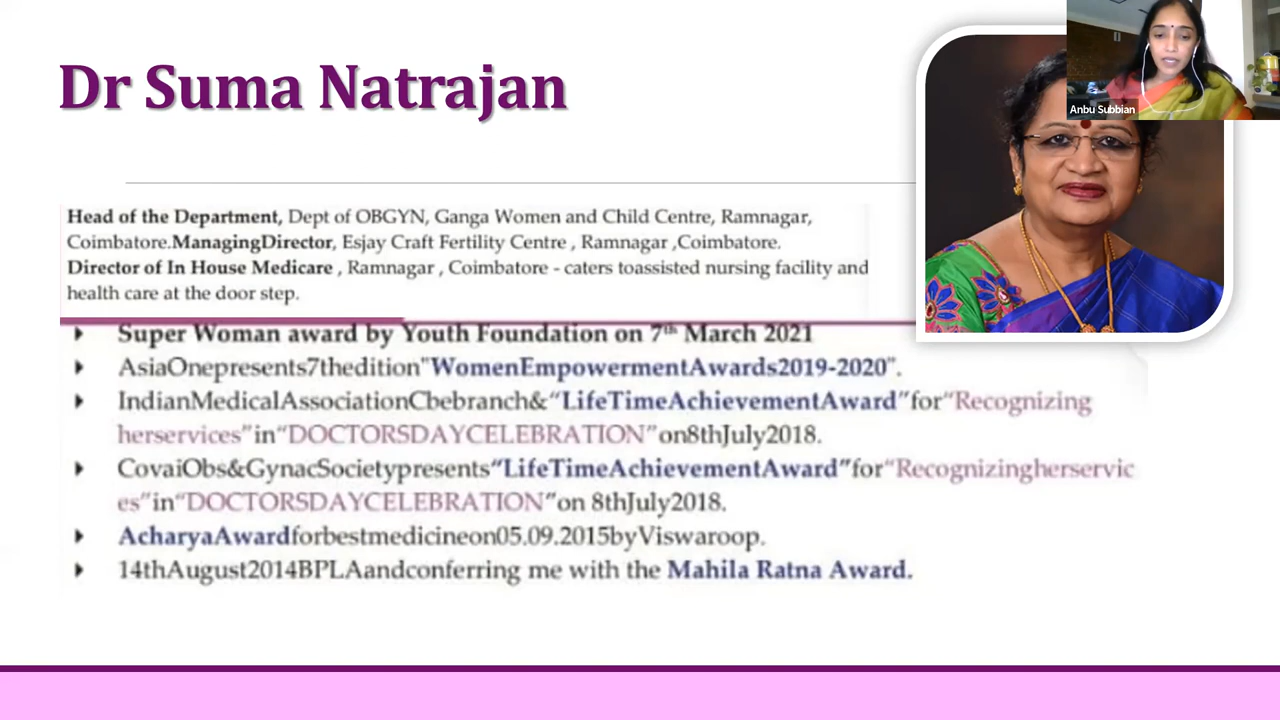 Dr Suma Natrajan
Anbu Subbian
Head of the Department, Dept of OBGYN, Ganga Women and Child Centre, Ramnagar,
Coimbatore.ManagingDirector, Esjay Craft Fertility Centre , Ramnagar ,Coimbatore.
Director of In House Medicare , Ramnagar , Coimbatore - caters toassisted nursing facility and
health care at the door step.
Super Woman award by Youth Foundation on 7th March 2021
AsiaOnepresents7thedition"WomenEmpowermentAwards2019-2020".
IndianMedicalAssociationCbebranch&“LifeTimeAchievementAward”for“Recognizing
herservices”in“DOCTORSDAYCELEBRATION”on8thJuly2018.
CovaiObs&GynacSocietypresents“LifeTimeAchievementAward”for“Recognizingherservic
es”in“DOCTORSDAYCELEBRATION”on 8thJuly2018.
AcharyaAwardforbestmedicineon05.09.2015byViswaroop.
14thAugust2014BPLAandconferring me with the Mahila Ratna Award.